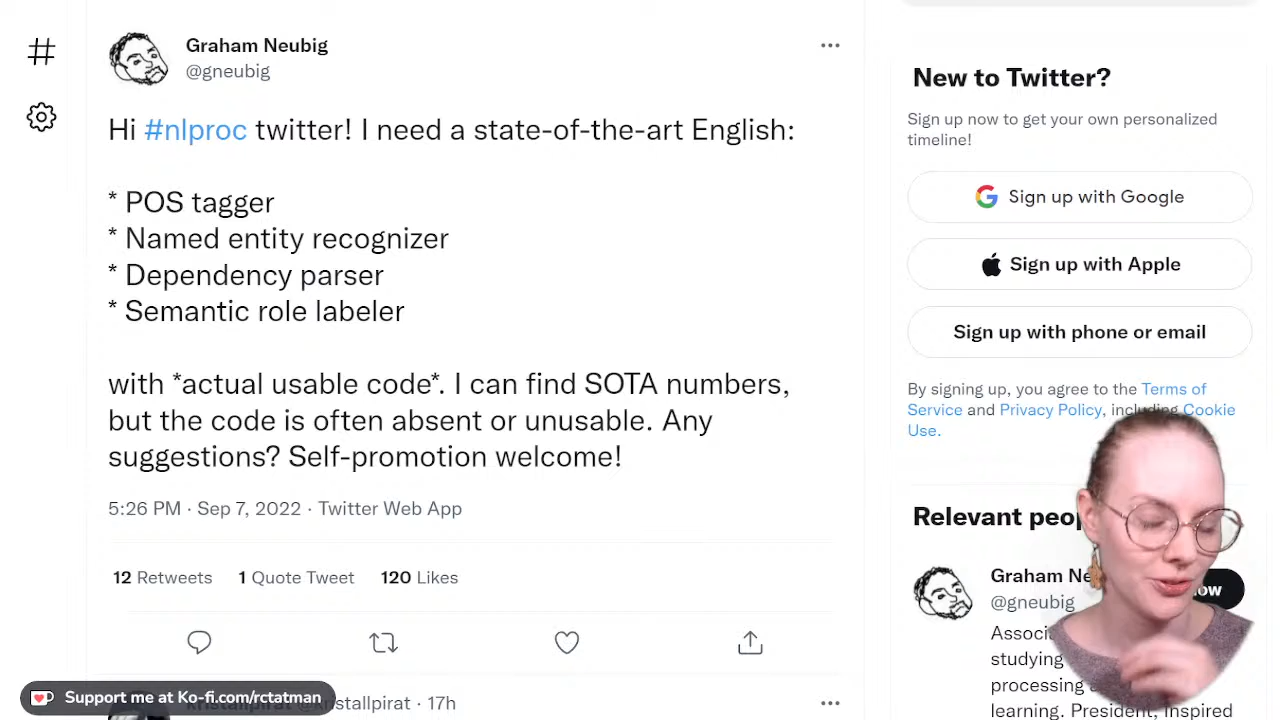 Graham Neubig
@gneubig
Hi #nlproc twitter! I need a state-of-the-art English:
* POS tagger
* Named entity recognizer
* Dependency parser
* Semantic role labeler
with *actual usable code*. I can find SOTA numbers,
but the code is often absent or unusable. Any
suggestions? Self-promotion welcome!
5:26 PM · Sep 7, 2022 · Twitter Web App
12 Retweets 1 Quote Tweet 120 Likes
Support me at Ko-fi.com/rctatman
kristallpirat @kristallpirat · 17h
New to Twitter?
Sign up now to get your own personalized
timeline!
Sign up with Google
Sign up with Apple
Sign up with phone or email
By signing up, you agree to the Terms of
Service and Privacy Policy, including Cookie
Use.
Relevant
Graham
@gneubig
studying
processing
learning. President, Inspired